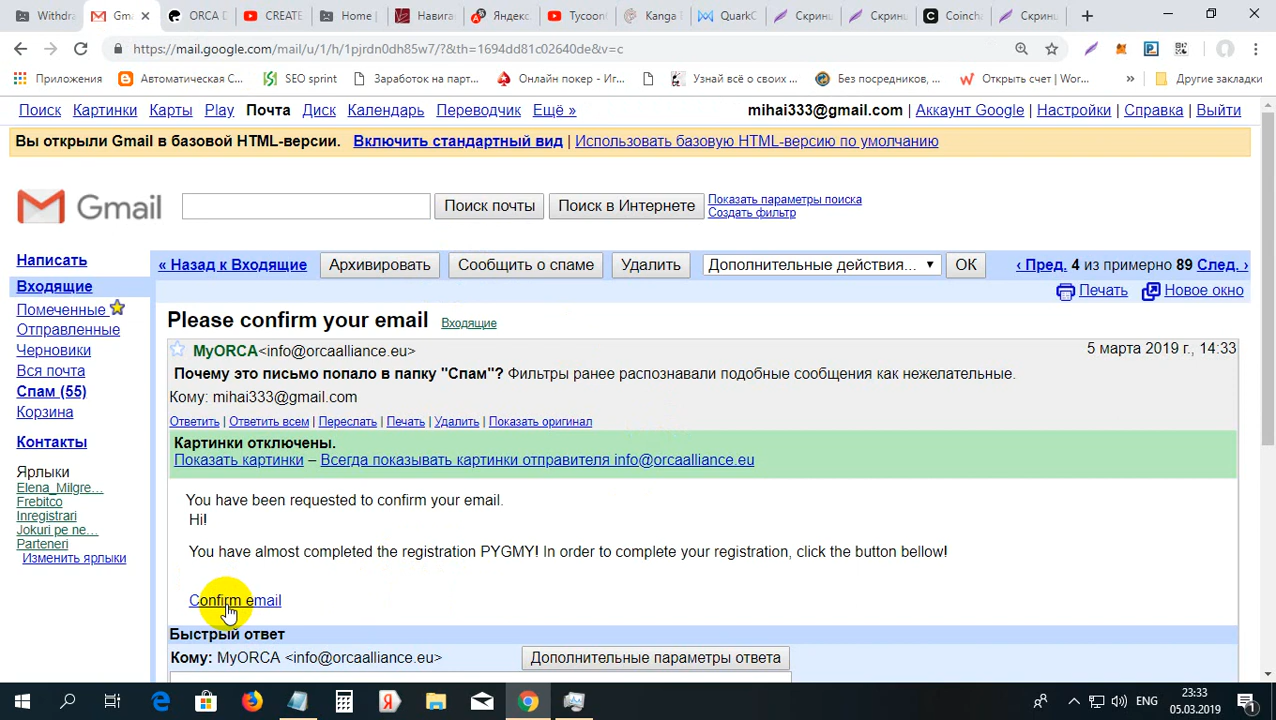 Withdr
Gm
ORCA D
CREATE
Home |
Навига
Яндекс
Tycoon
Kanga
QuarkC
Скрин
Скрин
Coinch
Скрин
https://mail.google.com/mail/u/1/h/1pjrdn0dh85w7/?&th=1694dd81c02640de&v=c
Приложения
Автоматическая С...
SEO sprint
Заработок на парт...
Онлайн покер - Иг...
Узнай всё о своих ...
Без посредников, ...
Открыть счет | Wor...
»
Другие закладки
Поиск Картинки Карты Play Почта Диск Календарь Переводчик Ещё »
mihai333@gmail.com | Аккаунт Google | Настройки | Справка | Выйти
Вы открыли Gmail в базовой HTML-версии. Включить стандартный вид | Использовать базовую HTML-версию по умолчанию
Gmail
Поиск почты
Поиск в Интернете
Показать параметры поиска
Создать фильтр
Написать
Входящие
Помеченные
Отправленные
Черновики
Вся почта
Спам (55)
Корзина
Контакты
Ярлыки
Elena_Milgre...
Frebitco
Inregistrari
Jokuri pe ne...
Parteneri
Изменить ярлыки
« Назад к Входящие
Архивировать
Сообщить о спаме
Удалить
Дополнительные действия...
ОК
‹ Пред. 4 из примерно 89 След. ›
Печать
Новое окно
Please confirm your email Входящие
MyORCA<info@orcaalliance.eu>
5 марта 2019 г., 14:33
Почему это письмо попало в папку "Спам"? Фильтры ранее распознавали подобные сообщения как нежелательные.
Кому: mihai333@gmail.com
Ответить | Ответить всем | Переслать | Печать | Удалить | Показать оригинал
Картинки отключены.
Показать картинки – Всегда показывать картинки отправителя info@orcaalliance.eu
You have been requested to confirm your email.
Hi!
You have almost completed the registration PYGMY! In order to complete your registration, click the button bellow!
Confirm email
Быстрый ответ
Кому: MyORCA <info@orcaalliance.eu>
Дополнительные параметры ответа
ENG
23:33
05.03.2019
1